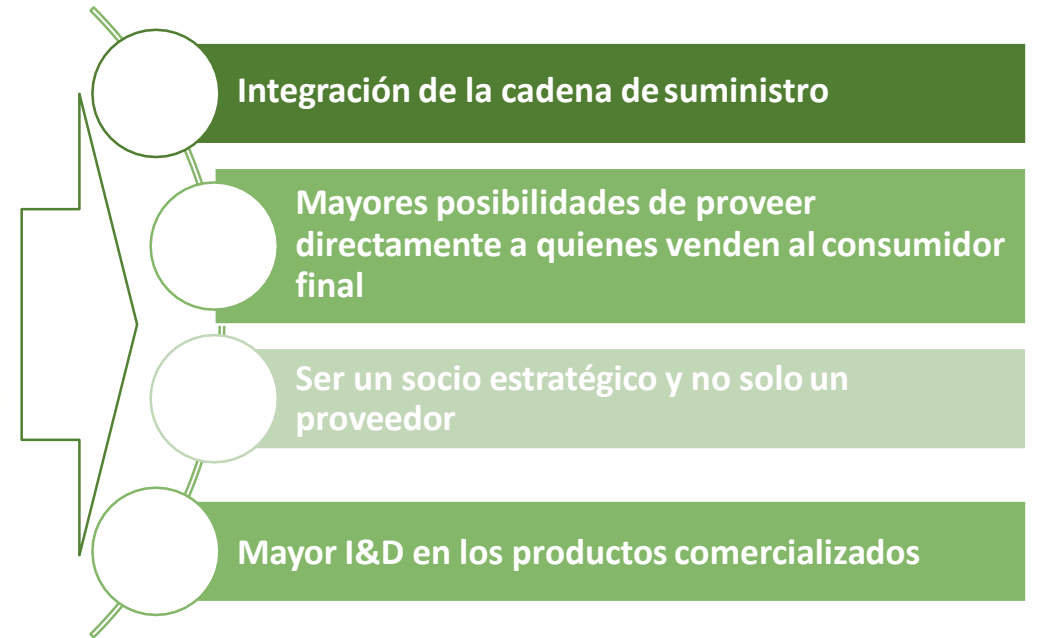 Integración de la cadena de suministro
Mayores posibilidades de proveer
directamente a quienes venden al consumidor
final
Ser un socio estratégico y no solo un
proveedor
Mayor I&D en los productos comercializados